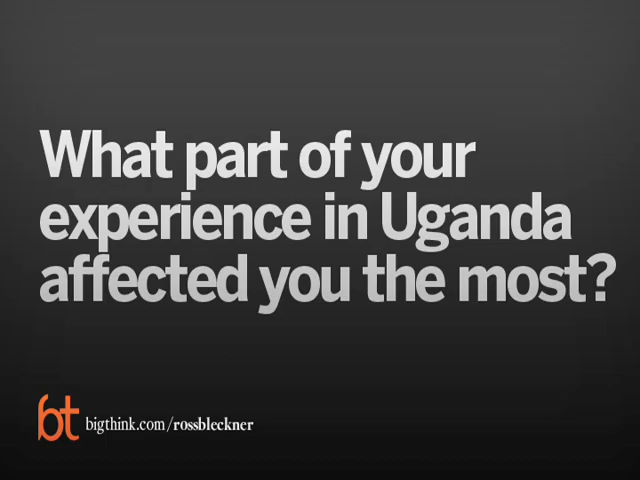 What part of your
experience in Uganda
affected you the most?
bt bigthink.com/rossbleckner